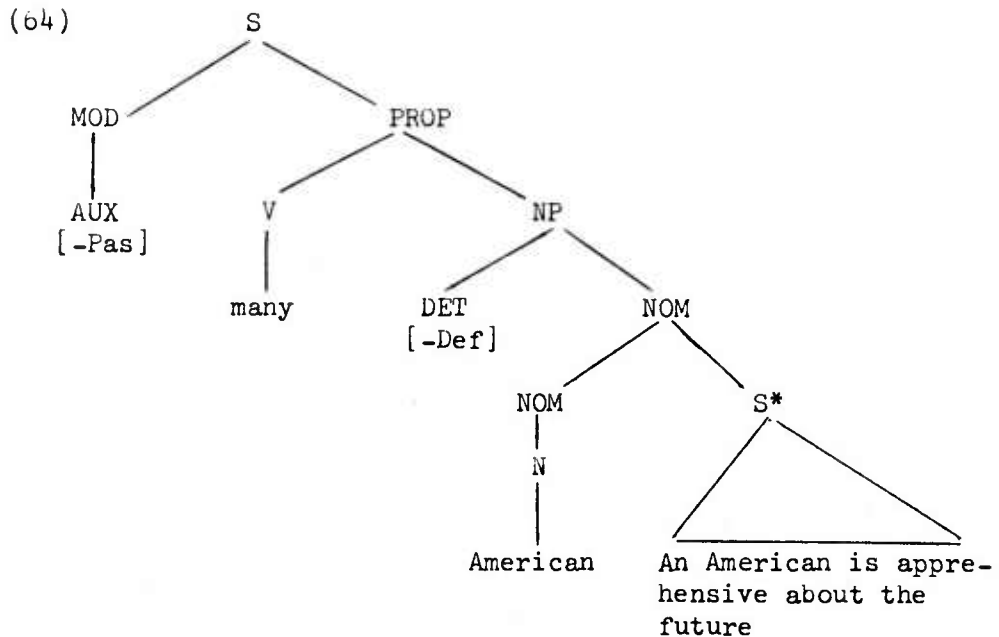 (64)
S
MOD PROP
AUX V NP
[-Pas]
many DET NOM
[-Def]
NOM S*
N
American An American is appre-
hensive about the
future